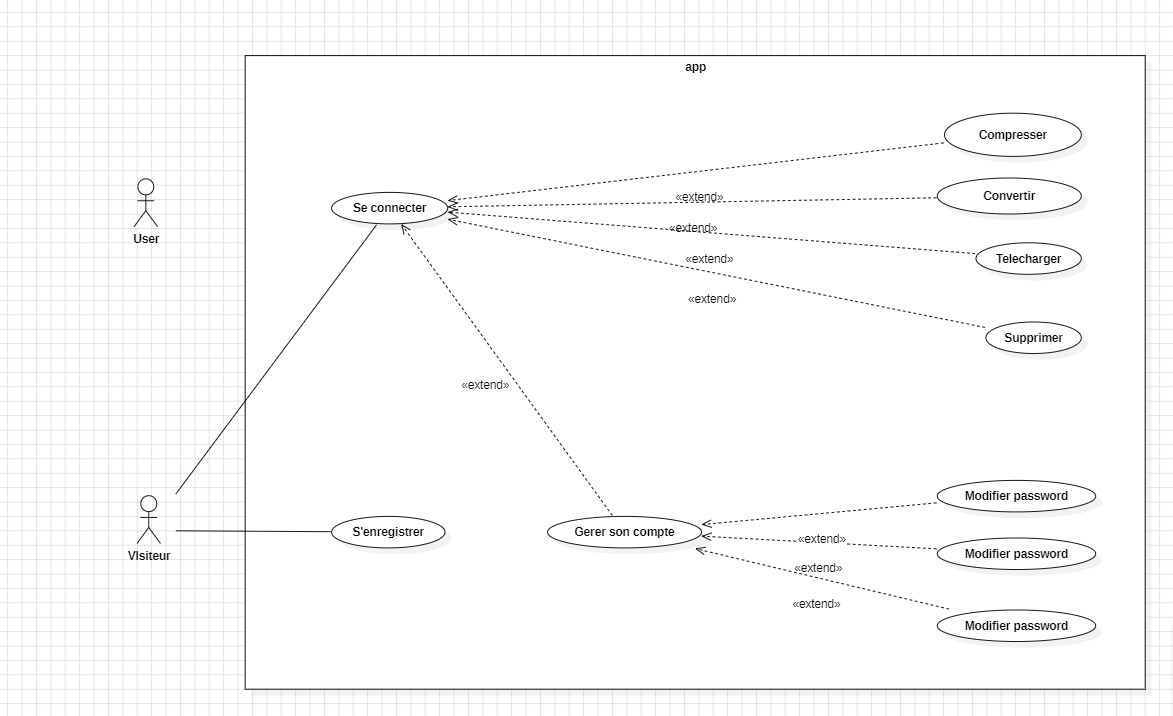 app
Compresser
«extend»
Convertir
Se connecter
«extend»
User
«extend»
Telecharger
«extend»
Supprimer
«extend»
Modifier password
VIsiteur
S'enregistrer
Gerer son compte
«extend»
Modifier password
«extend»
«extend»
Modifier password